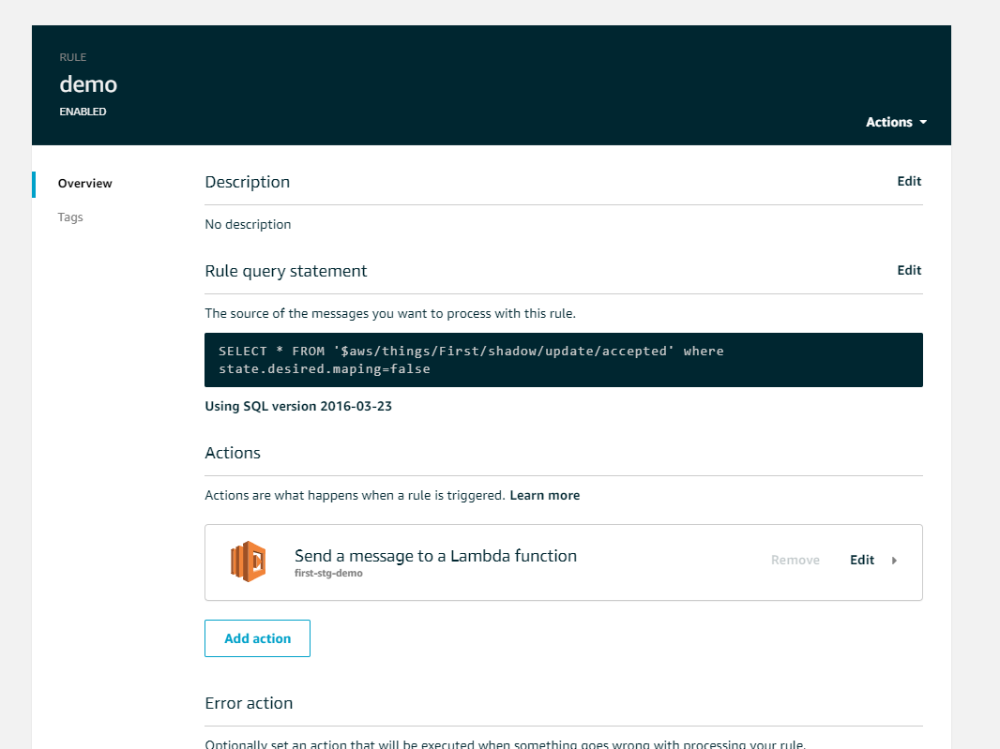 RULE
demo
ENABLED
Actions
Overview
Tags
Description
Edit
No description
Rule query statement
Edit
The source of the messages you want to process with this rule.
SELECT * FROM '$aws/things/First/shadow/update/accepted' where
state.desired.maping=false
Using SQL version 2016-03-23
Actions
Actions are what happens when a rule is triggered. Learn more
Send a message to a Lambda function
first-stg-demo
Remove
Edit
Add action
Error action
Optionally set an action that will be executed when something goes wrong with processing your rule.